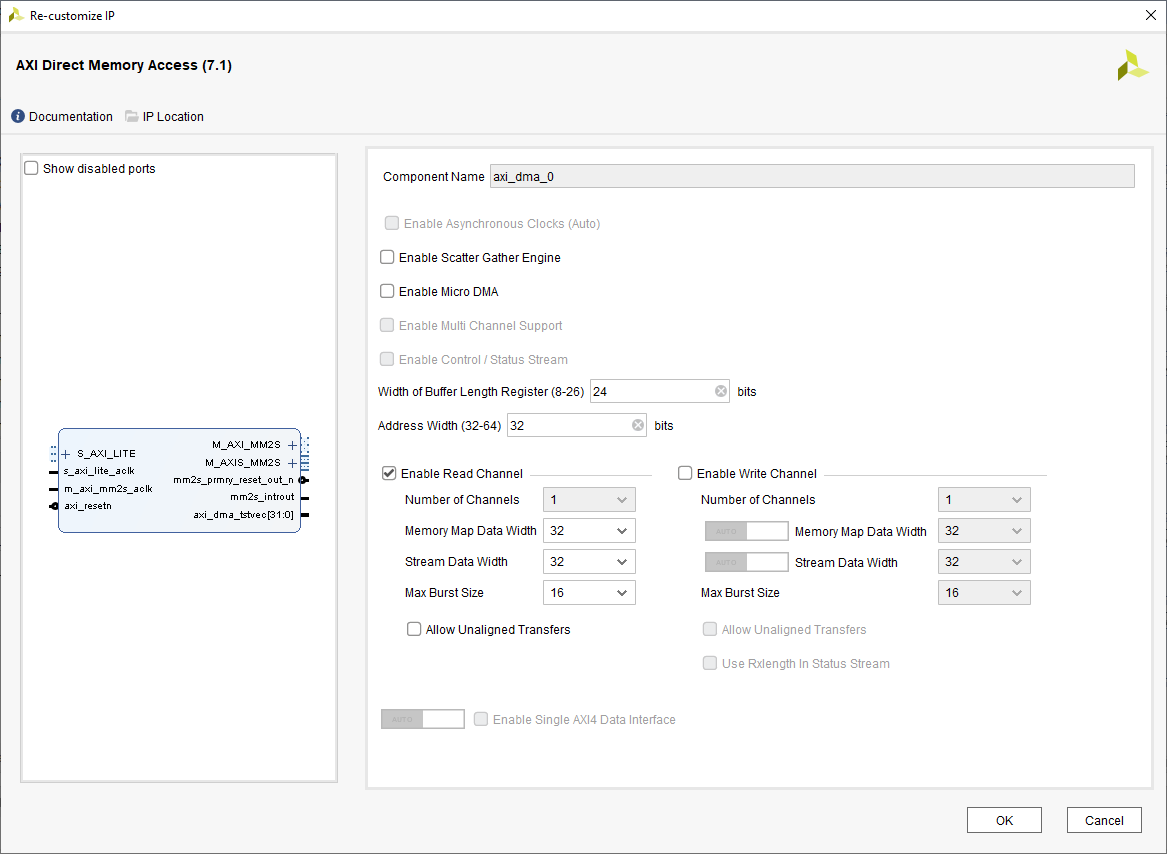 Re-customize IP
AXI Direct Memory Access (7.1)
Documentation
IP Location
Show disabled ports
S_AXI_LITE
s_axi_lite_aclk
m_axi_mm2s_aclk
axi_resetn
M_AXI_MM2S
M_AXIS_MM2S
mm2s_prmry_reset_out_n
mm2s_introut
axi_dma_tstvec[31:0]
Component Name axi_dma_0
Enable Asynchronous Clocks (Auto)
Enable Scatter Gather Engine
Enable Micro DMA
Enable Multi Channel Support
Enable Control / Status Stream
Width of Buffer Length Register (8-26) 24 bits
Address Width (32-64) 32 bits
Enable Read Channel
Number of Channels 1
Memory Map Data Width 32
Stream Data Width 32
Max Burst Size 16
Allow Unaligned Transfers
Enable Write Channel
Number of Channels 1
AUTO Memory Map Data Width 32
AUTO Stream Data Width 32
Max Burst Size 16
Allow Unaligned Transfers
Use Rxlength In Status Stream
AUTO Enable Single AXI4 Data Interface
OK
Cancel